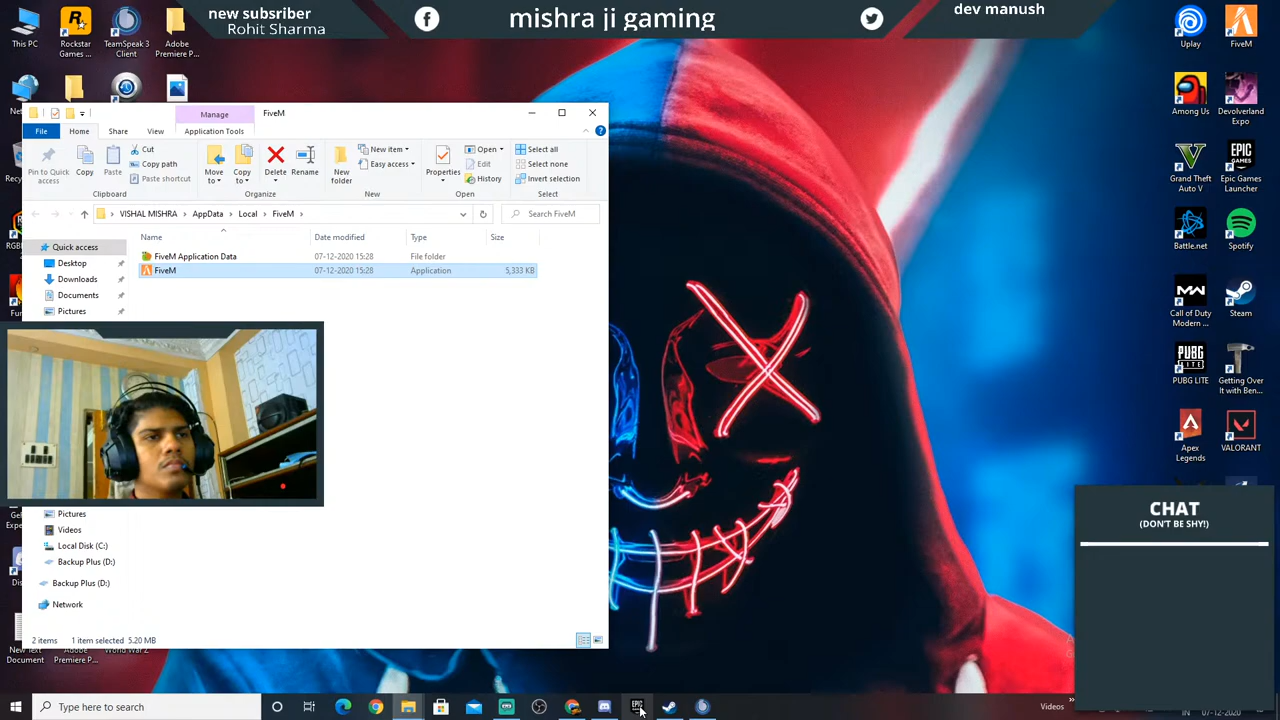 new subsriber
Rohit Sharma
mishra ji gaming
dev manush
This PC
Rockstar
Games ...
TeamSpeak 3
Client
Adobe
Premiere P...
Uplay
FiveM
Among Us
Devolverland
Expo
Grand Theft
Auto V
Epic Games
Launcher
Battle.net
Spotify
Call of Duty
Modern ...
Steam
PUBG LITE
Getting Over
It with Ben...
Apex
Legends
VALORANT
Manage
FiveM
File
Home
Share
View
Application Tools
Pin to Quick
access
Copy
Paste
Cut
Copy path
Paste shortcut
Clipboard
Move
to
Copy
to
Delete
Rename
Organize
New
folder
New item
Easy access
New
Properties
Open
Edit
History
Open
Select all
Select none
Invert selection
Select
VISHAL MISHRA > AppData > Local > FiveM >
Search FiveM
Name
Date modified
Type
Size
FiveM Application Data
07-12-2020 15:28
File folder
FiveM
07-12-2020 15:28
Application
5,333 KB
Quick access
Desktop
Downloads
Documents
Pictures
Pictures
Videos
Local Disk (C:)
Backup Plus (D:)
Backup Plus (D:)
Network
2 items
1 item selected 5.20 MB
New Text
Document
Adobe
Premiere P...
World War Z
CHAT
(DON'T BE SHY!)
Type here to search
Videos
IN
07-12-2020